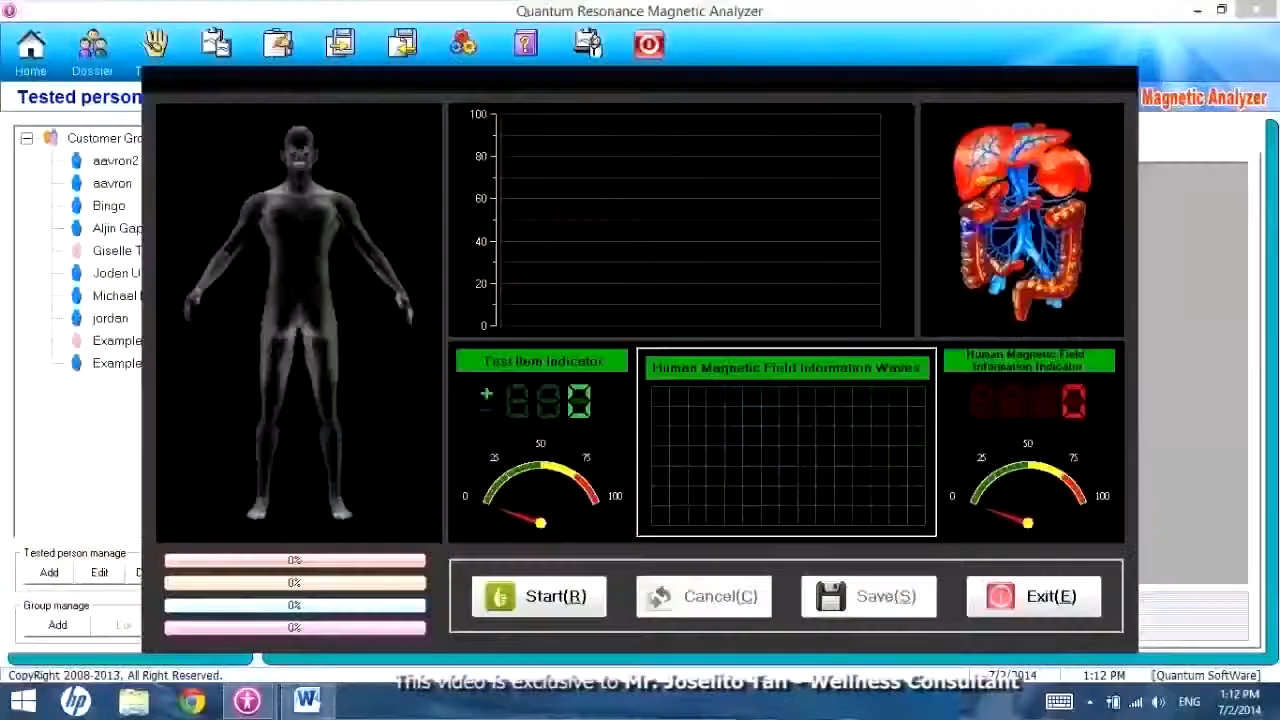 Quantum Resonance Magnetic Analyzer
Home
Dossier
Tested person
Magnetic Analyzer
Customer Gro
aavron2
aavron
Bingo
Aljin Gap
Giselle T
Joden U
Michael
jordan
Example
Example
100
80
60
40
20
0
Test Item Indicator
Human Magnetic Field Information Waves
Human Magnetic Field
Information Indicator
+
0
0
0
25
50
75
100
0
25
50
75
100
Tested person manage
Add
Edit
D
Group manage
Add
0%
0%
0%
0%
Start(R)
Cancel(C)
Save(S)
Exit(E)
CopyRight 2008-2013, All Right Reserved.
7/2/2014
1:12 PM
[Quantum SoftWare]
This video is exclusive to Mr. Joselito Tan - Wellness Consultant
ENG
1:12 PM
7/2/2014